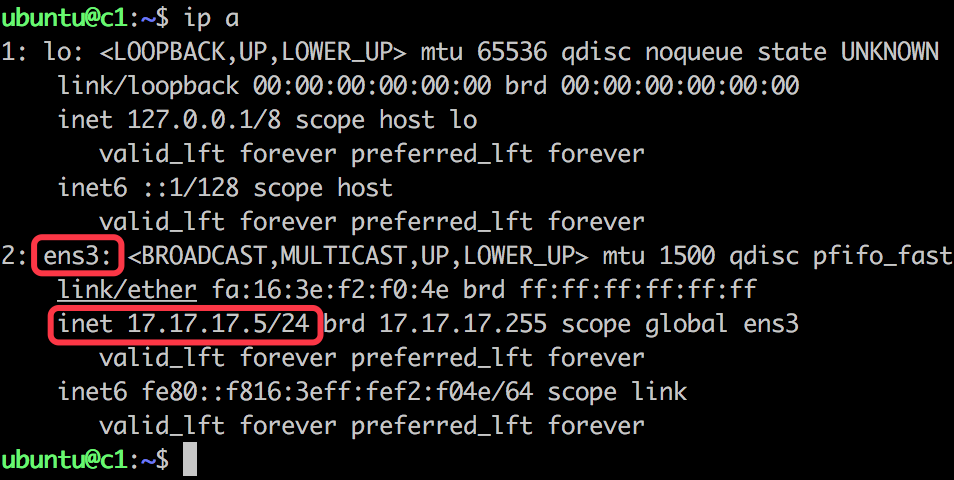 ubuntu@c1:~$ ip a
1: lo: <LOOPBACK,UP,LOWER_UP> mtu 65536 qdisc noqueue state UNKNOWN
link/loopback 00:00:00:00:00:00 brd 00:00:00:00:00:00
inet 127.0.0.1/8 scope host lo
valid_lft forever preferred_lft forever
inet6 ::1/128 scope host
valid_lft forever preferred_lft forever
2: ens3: <BROADCAST,MULTICAST,UP,LOWER_UP> mtu 1500 qdisc pfifo_fast
link/ether fa:16:3e:f2:f0:4e brd ff:ff:ff:ff:ff:ff
inet 17.17.17.5/24 brd 17.17.17.255 scope global ens3
valid_lft forever preferred_lft forever
inet6 fe80::f816:3eff:fef2:f04e/64 scope link
valid_lft forever preferred_lft forever
ubuntu@c1:~$